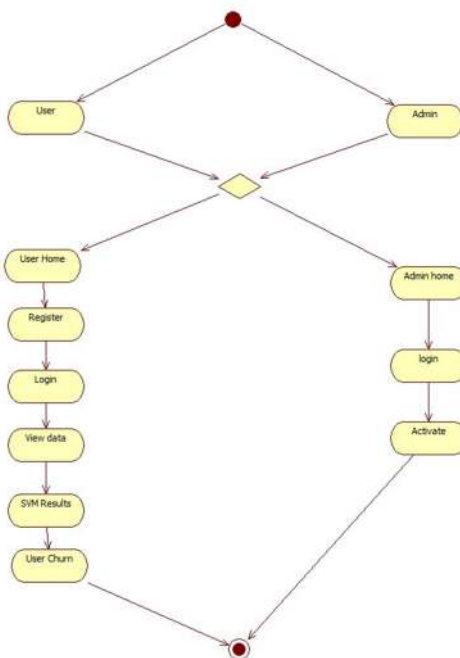 User
Admin
User Home
Admin home
Register
login
Login
Activate
View data
SVM Results
User Churn